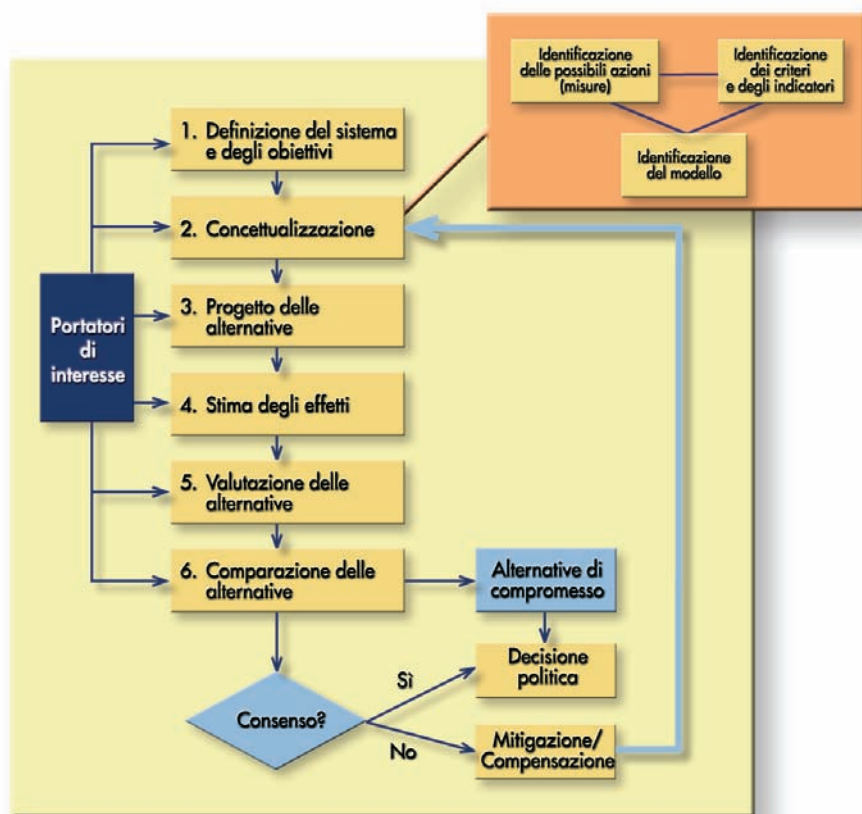 Identificazione
delle possibili azioni
(misure)
Identificazione
dei criteri
e degli indicatori
Identificazione
del modello
1. Definizione del sistema
e degli obiettivi
2. Concettualizzazione
Portatori
di
interesse
3. Progetto delle
alternative
4. Stima degli effetti
5. Valutazione delle
alternative
6. Comparazione delle
alternative
Alternative di
compromesso
Consenso?
Sì
Decisione
politica
No
Mitigazione/
Compensazione